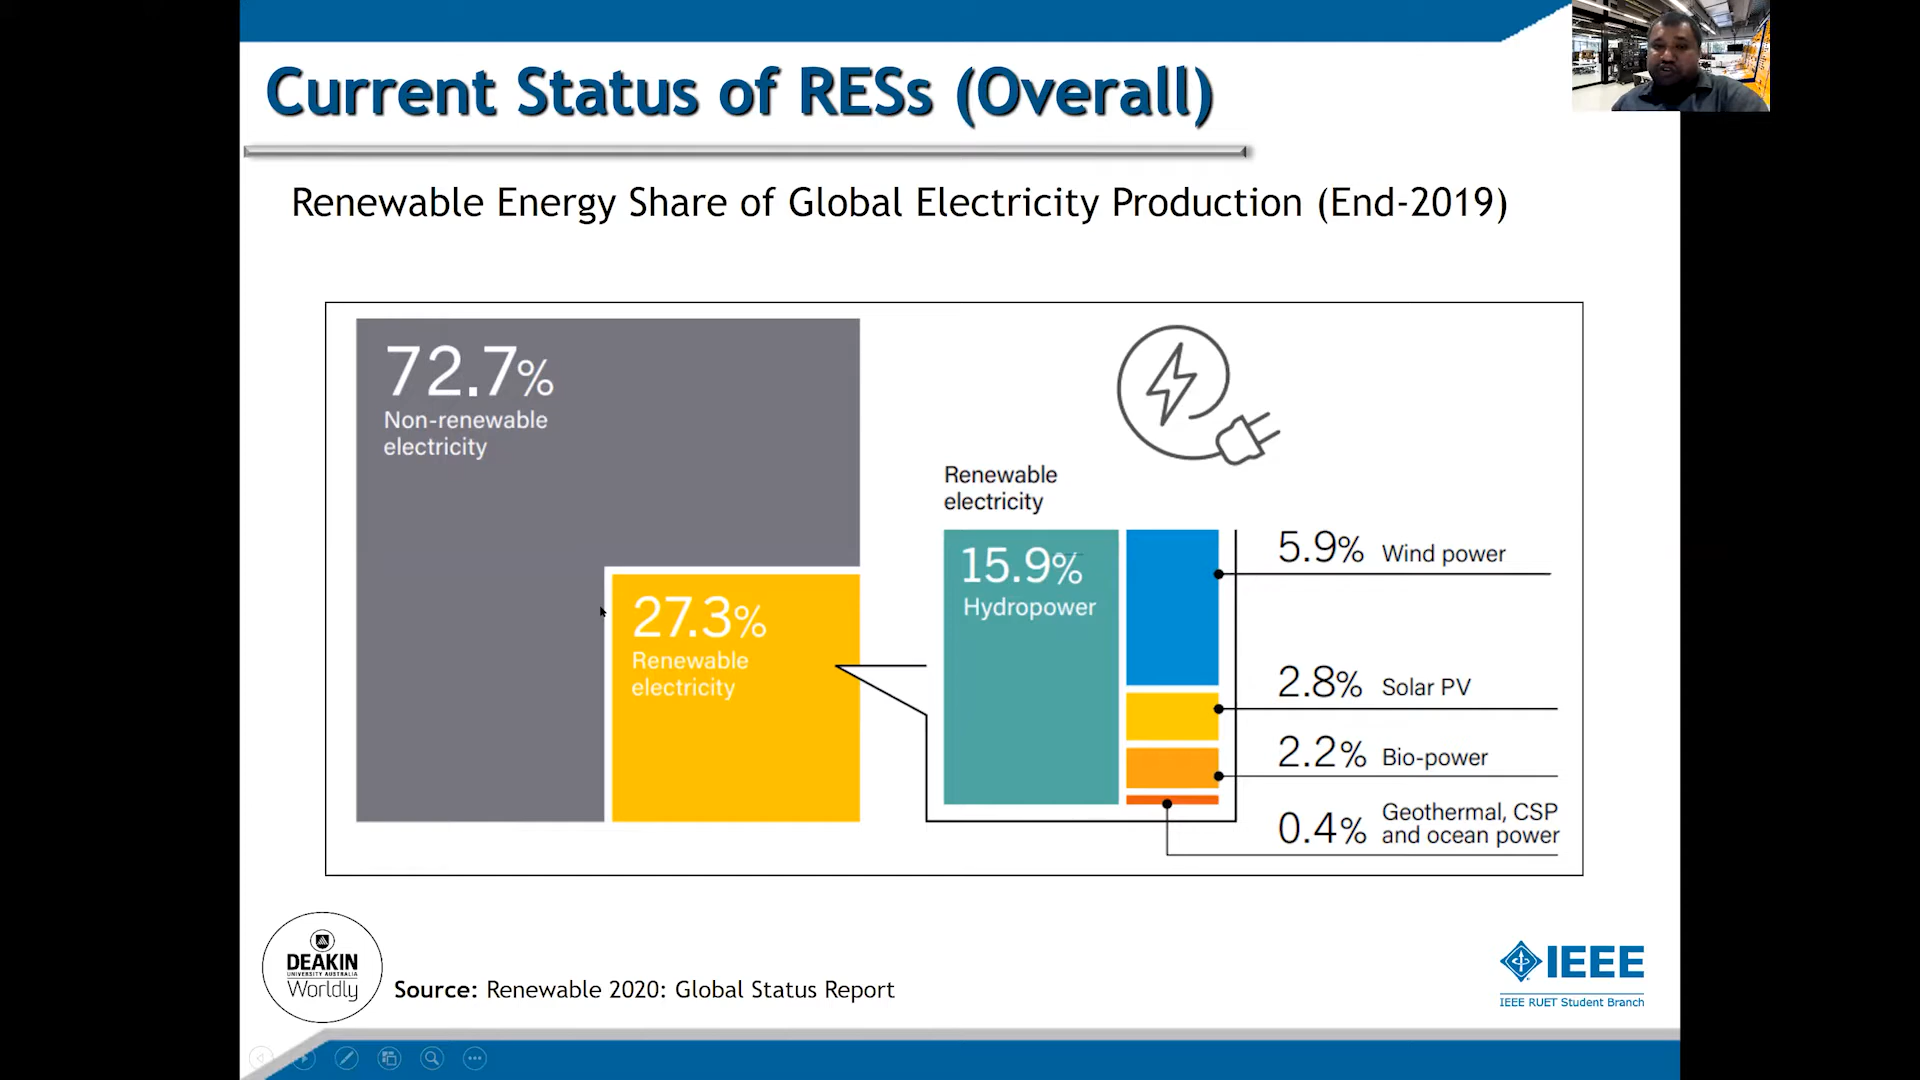 Current Status of RESs (Overall)
Renewable Energy Share of Global Electricity Production (End-2019)
72.7%
Non-renewable
electricity
27.3%
Renewable
electricity
Renewable
electricity
15.9%
Hydropower
5.9% Wind power
2.8% Solar PV
2.2% Bio-power
0.4% Geothermal, CSP
and ocean power
DEAKIN
UNIVERSITY AUSTRALIA
Worldly
Source: Renewable 2020: Global Status Report
IEEE
IEEE RUET Student Branch